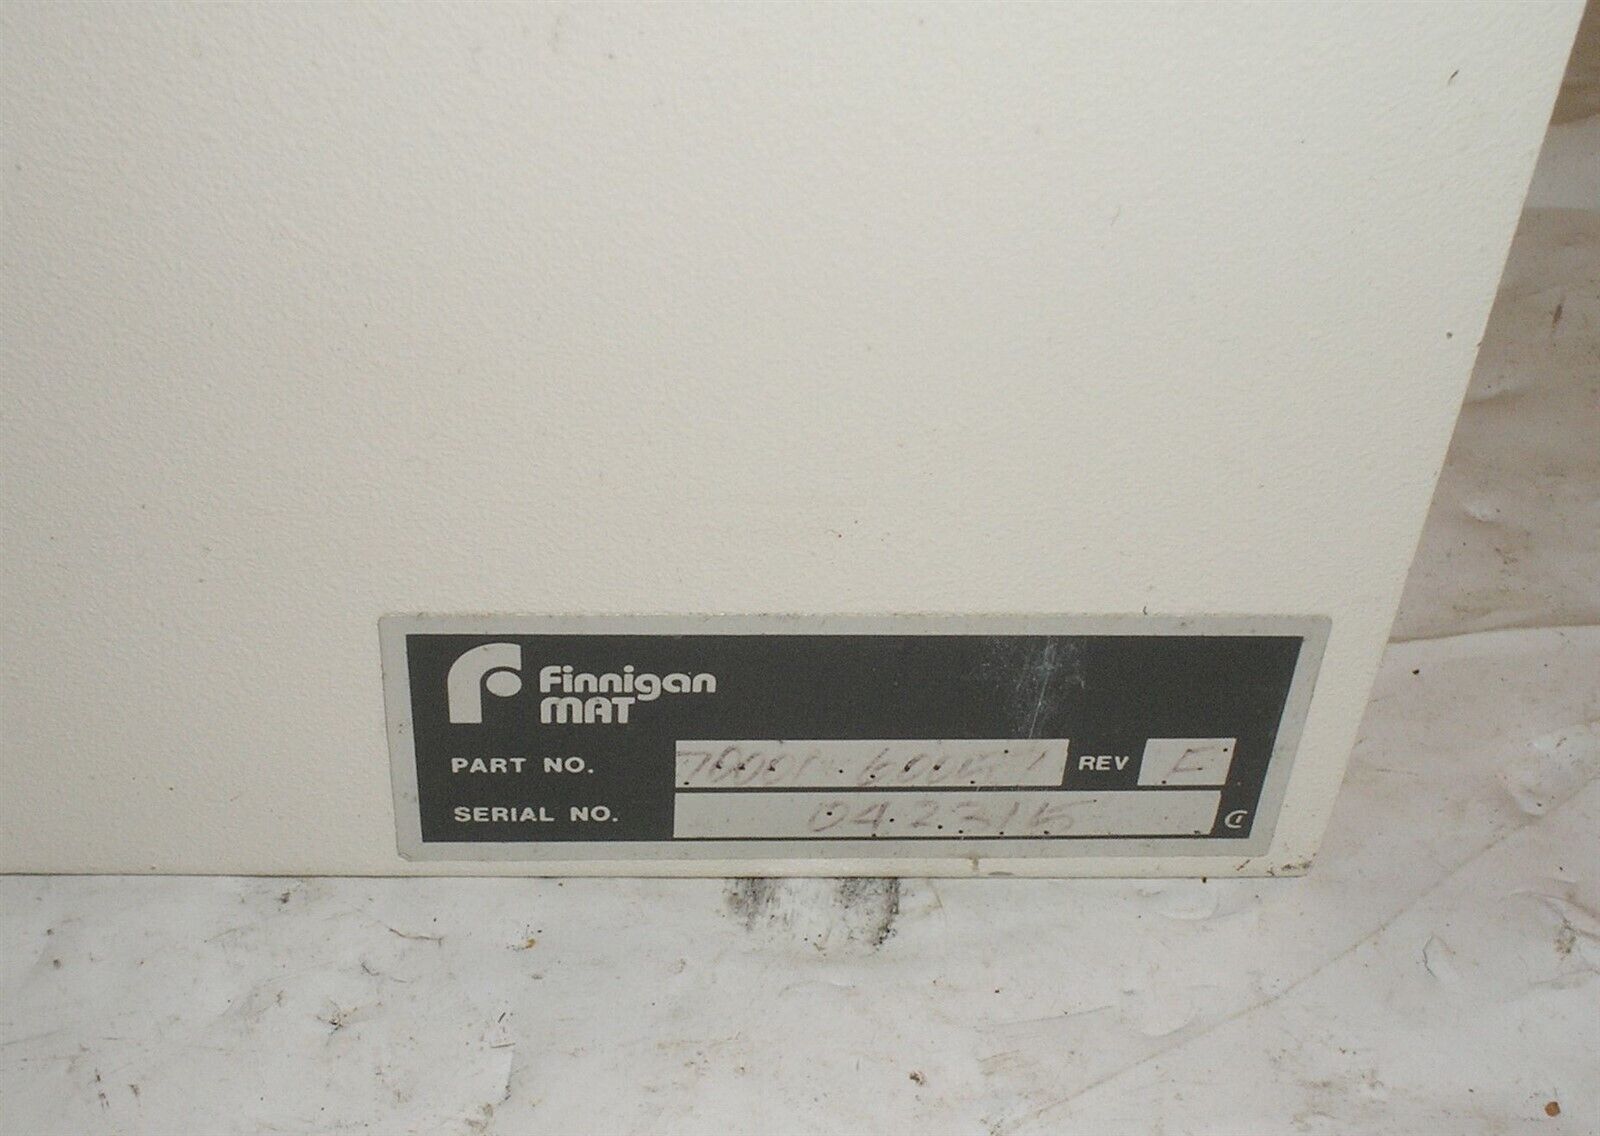 Finnigan
MAT
PART NO. REV
SERIAL NO. 042315